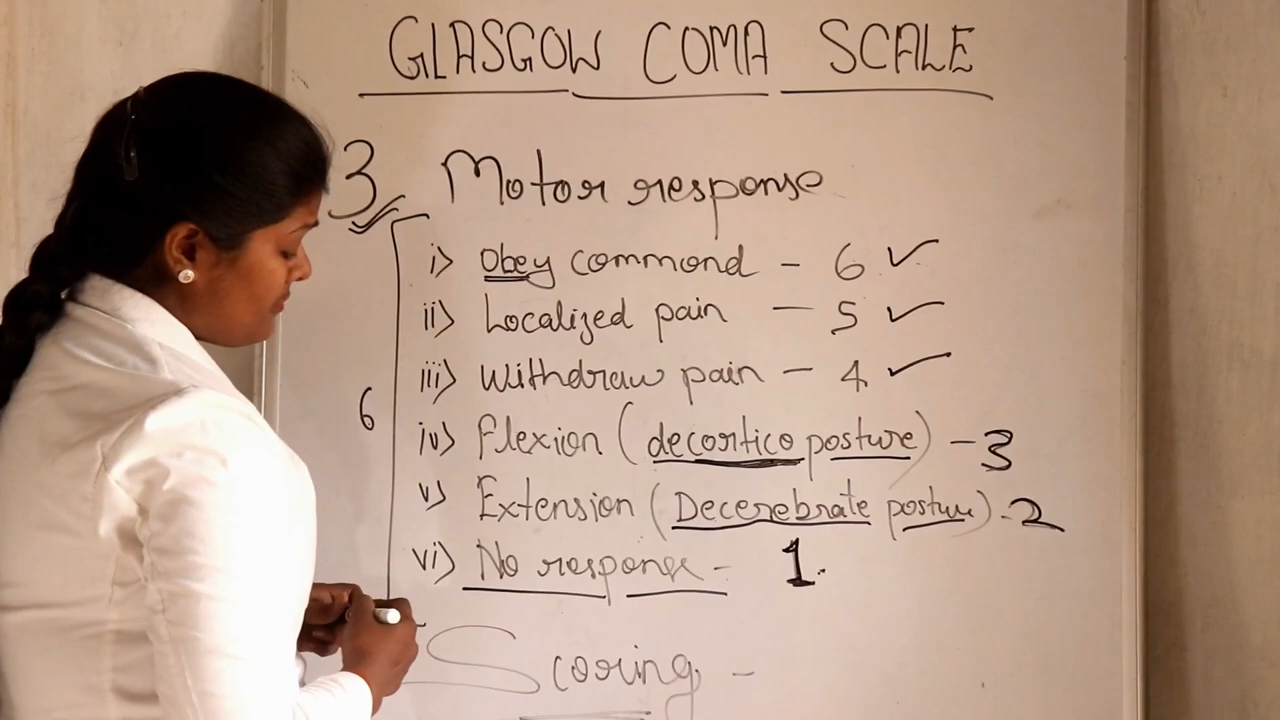 GLASGOW COMA SCALE
3 Motor response
i) Obey commond - 6 ✓
ii) Localized pain - 5 ✓
iii) Withdraw pain - 4 ✓
6
iv) Flexion (decortico posture) - 3
v) Extension (Decerebrate posture) - 2
vi) No response - 1.
Scoring -